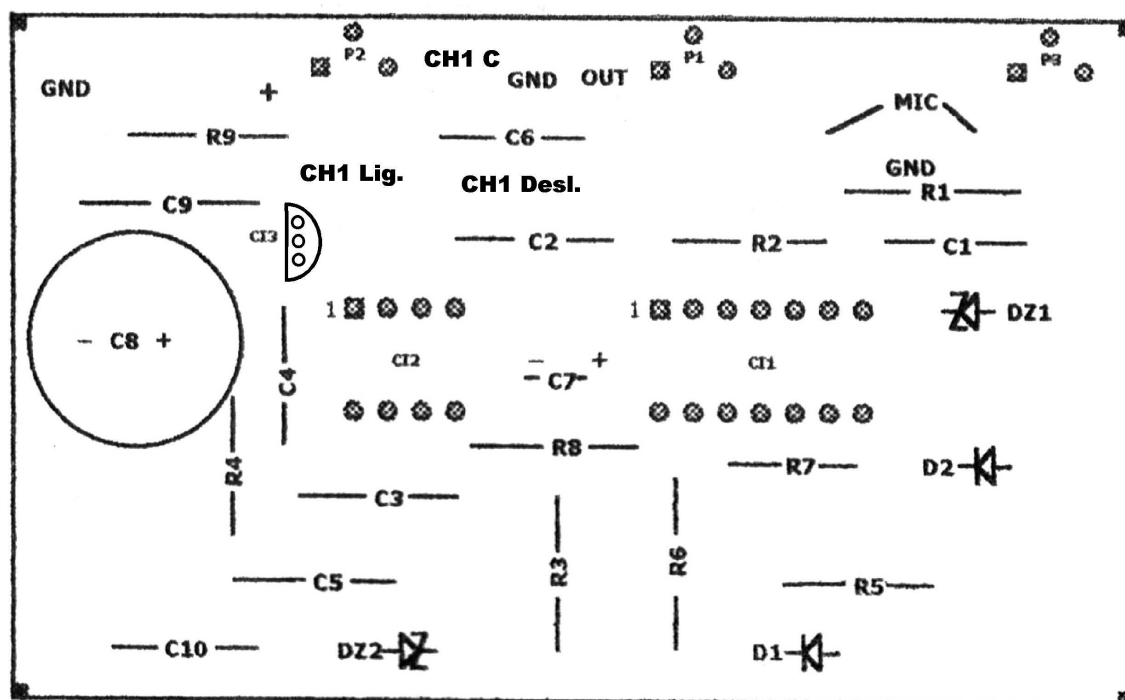 P2
CH1 C
P1
P3
GND
+
GND
OUT
MIC
R9
C6
GND
CH1 Lig.
CH1 Desl.
R1
C9
CI3
C2
R2
C1
1
1
DZ1
- C8 +
CI2
- +
C7
CI1
C4
R8
R4
R7
D2
C3
R3
R6
C5
R5
C10
DZ2
D1